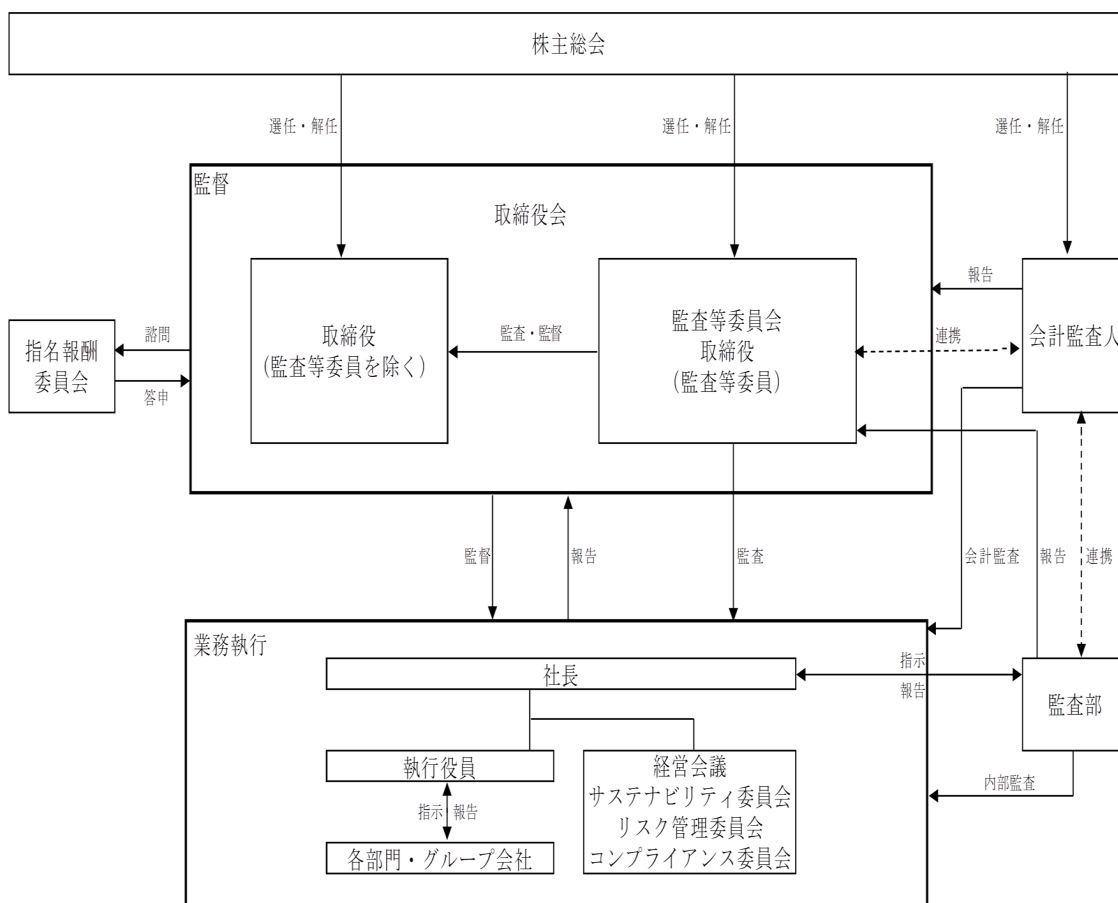 株主総会
選任・解任
選任・解任
選任・解任
監督
取締役会
取締役
(監査等委員を除く)
監査・監督
監査等委員会
取締役
(監査等委員)
報告
連携
会計監査人
指名報酬
委員会
諮問
答申
監督
報告
監査
会計監査
報告
連携
業務執行
社長
指示
報告
監査部
執行役員
指示
報告
各部門・グループ会社
経営会議
サステナビリティ委員会
リスク管理委員会
コンプライアンス委員会
内部監査